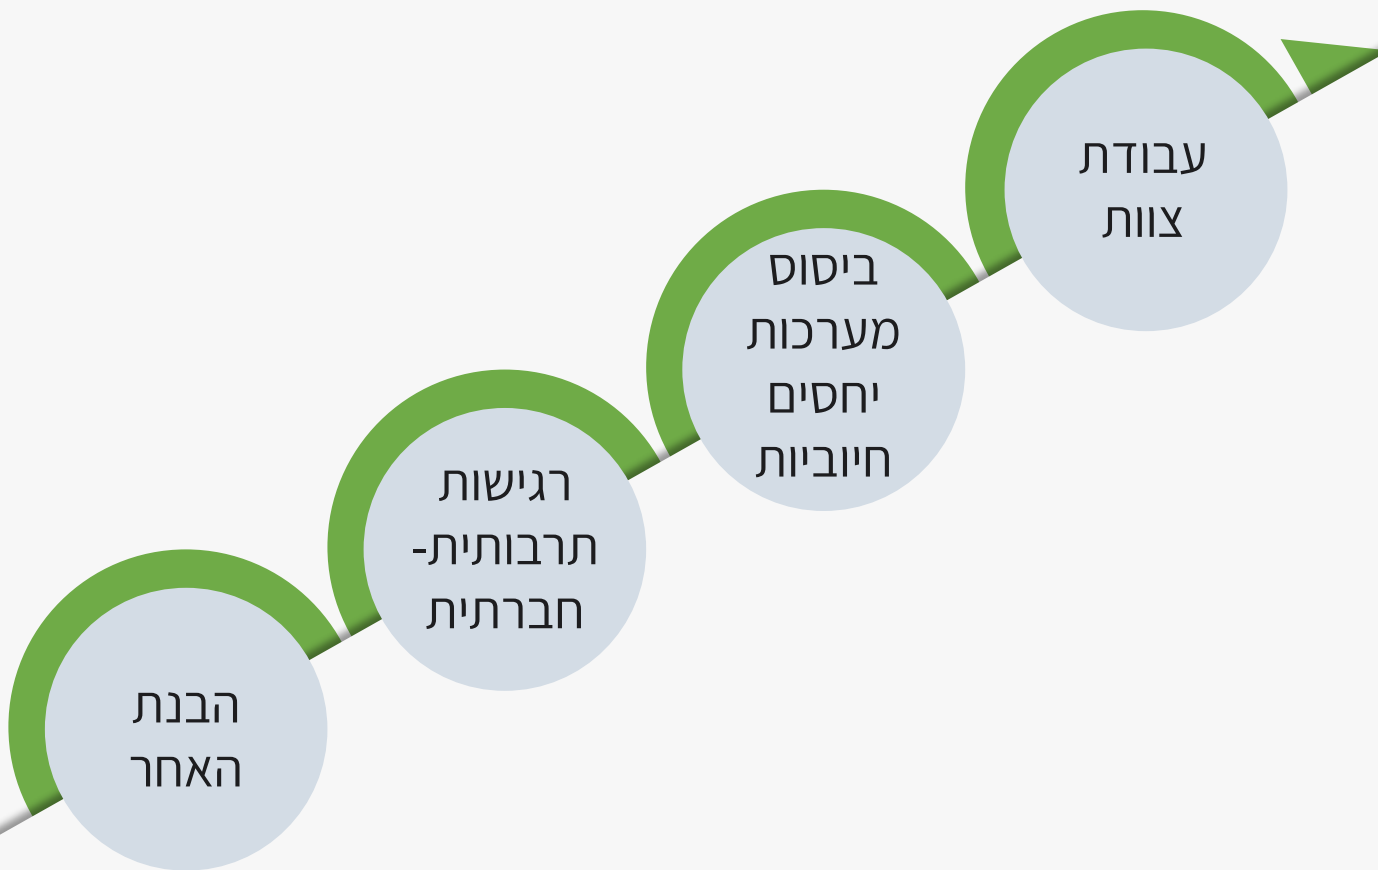 עבודת
צוות
ביסוס
מערכות
יחסים
חיוביות
רגישות
תרבותית-
חברתית
הבנת
האחר